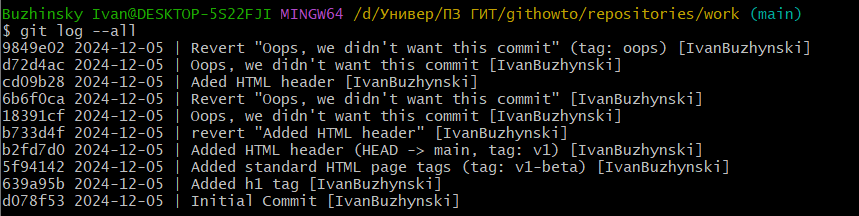 Buzhinsky Ivan@DESKTOP-5S22FJI MINGW64 /d/Универ/ПЗ ГИТ/githowto/repositories/work (main)
$ git log --all
9849e02 2024-12-05 | Revert "Oops, we didn't want this commit" (tag: oops) [IvanBuzhynski]
d72d4ac 2024-12-05 | Oops, we didn't want this commit [IvanBuzhynski]
cd09b28 2024-12-05 | Aded HTML header [IvanBuzhynski]
6b6f0ca 2024-12-05 | Revert "Oops, we didn't want this commit" [IvanBuzhynski]
18391cf 2024-12-05 | Oops, we didn't want this commit [IvanBuzhynski]
b733d4f 2024-12-05 | revert "Added HTML header" [IvanBuzhynski]
b2fd7d0 2024-12-05 | Added HTML header (HEAD -> main, tag: v1) [IvanBuzhynski]
5f94142 2024-12-05 | Added standard HTML page tags (tag: v1-beta) [IvanBuzhynski]
639a95b 2024-12-05 | Added h1 tag [IvanBuzhynski]
d078f53 2024-12-05 | Initial Commit [IvanBuzhynski]